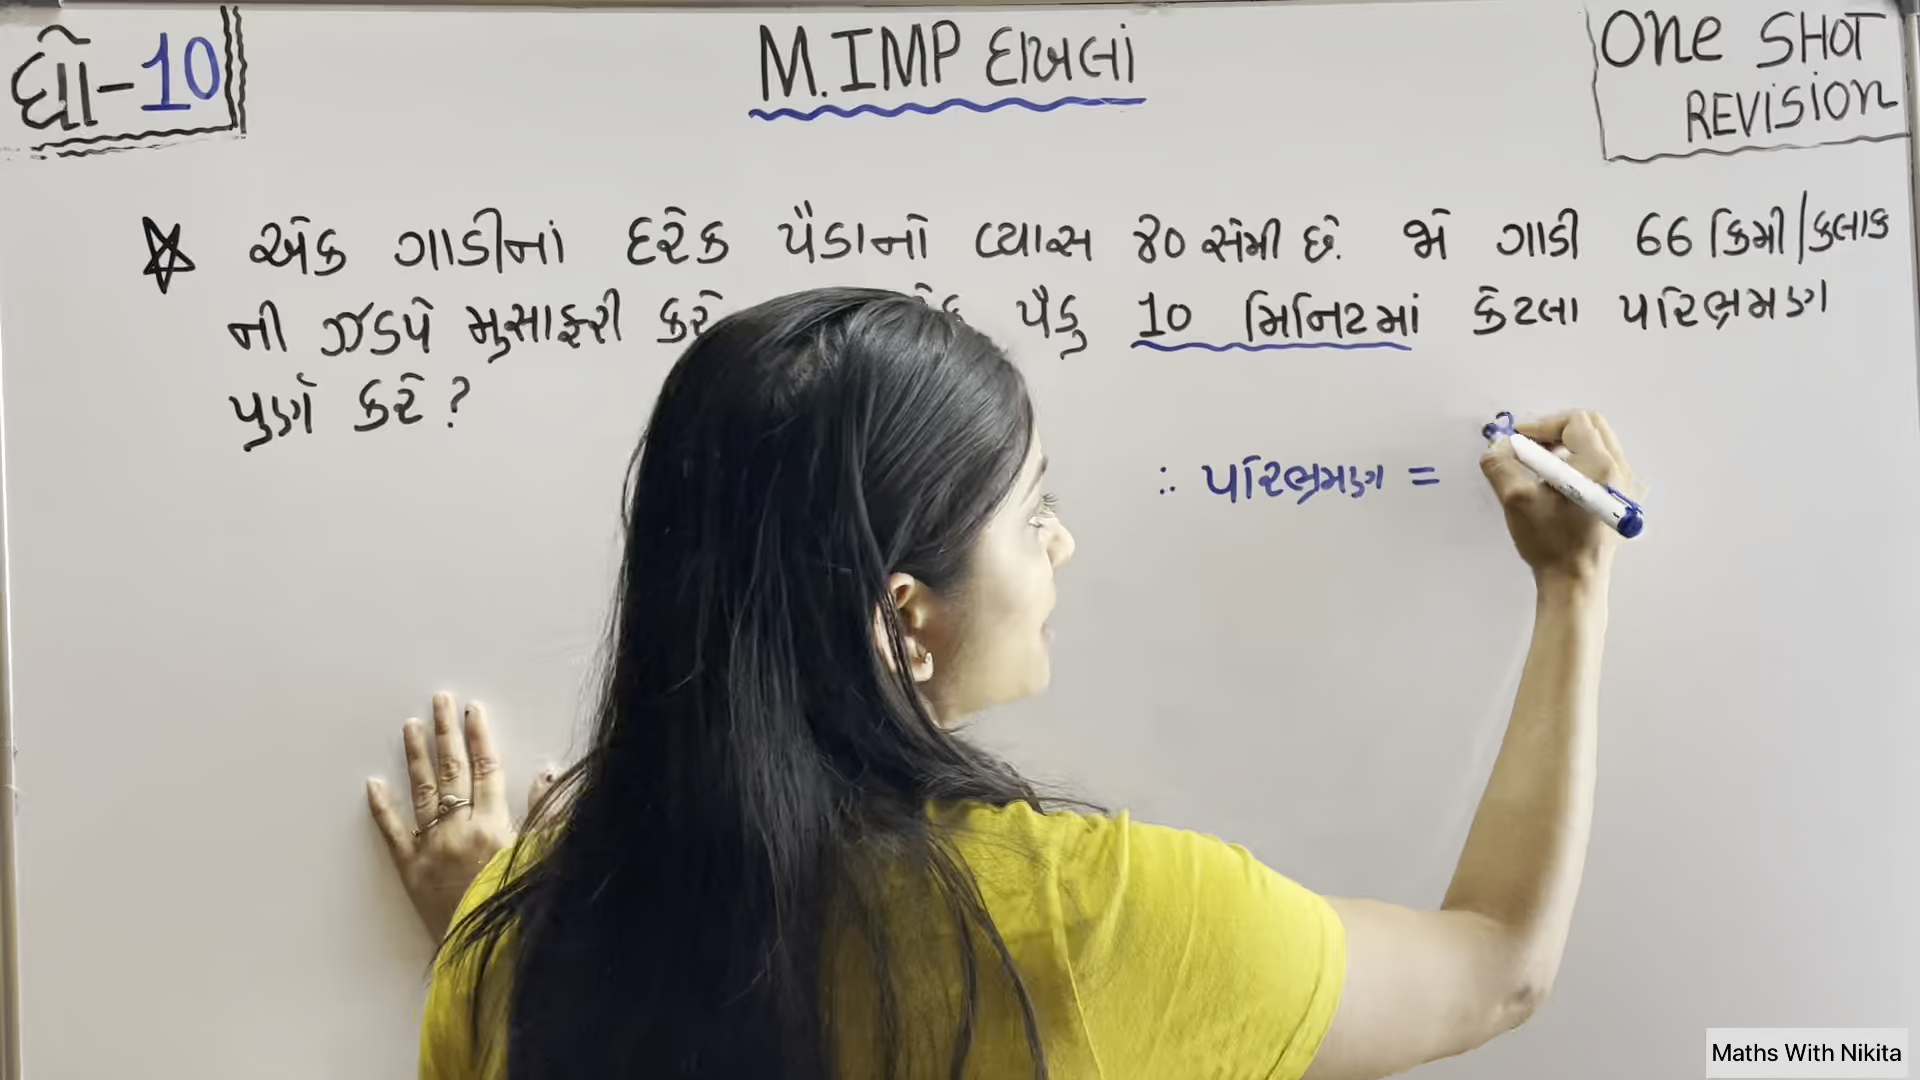 ધો-10
M.IMP દાખલાં
ONE SHOT
REVISION
એક ગાડીનાં દરેક પૈડાનો વ્યાસ 80 સેમી છે. જો ગાડી 66 કિમી/કલાક
ની ઝડપે મુસાફરી કરે પૈડુ 10 મિનિટમાં કેટલા પરિભ્રમણ
પુર્ણ કરે ?
∴ પરિભ્રમણ =
Maths With Nikita